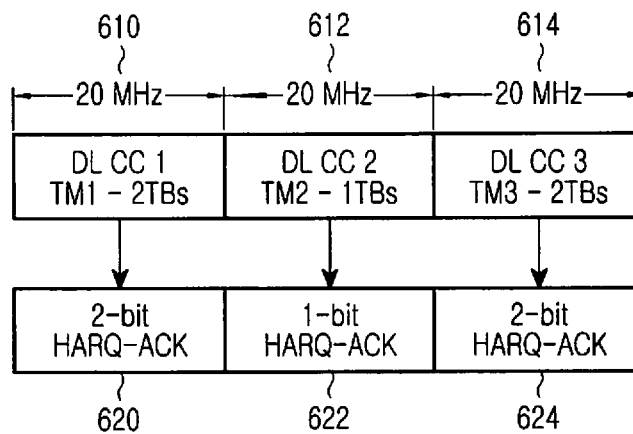 610 612 614
20 MHz 20 MHz 20 MHz
DL CC 1 DL CC 2 DL CC 3
TM1 - 2TBs TM2 - 1TBs TM3 - 2TBs
2-bit 1-bit 2-bit
HARQ-ACK HARQ-ACK HARQ-ACK
620 622 624